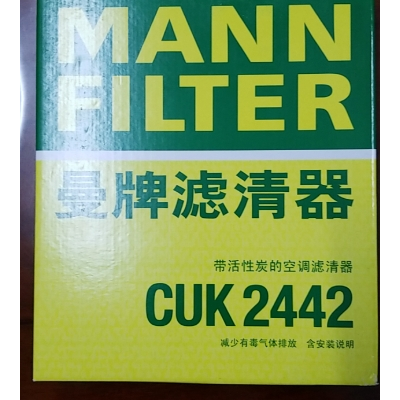 MANN
FILTER
曼牌滤清器
带活性炭的空调滤清器
CUK 2442
减少有毒气体排放 含安装说明